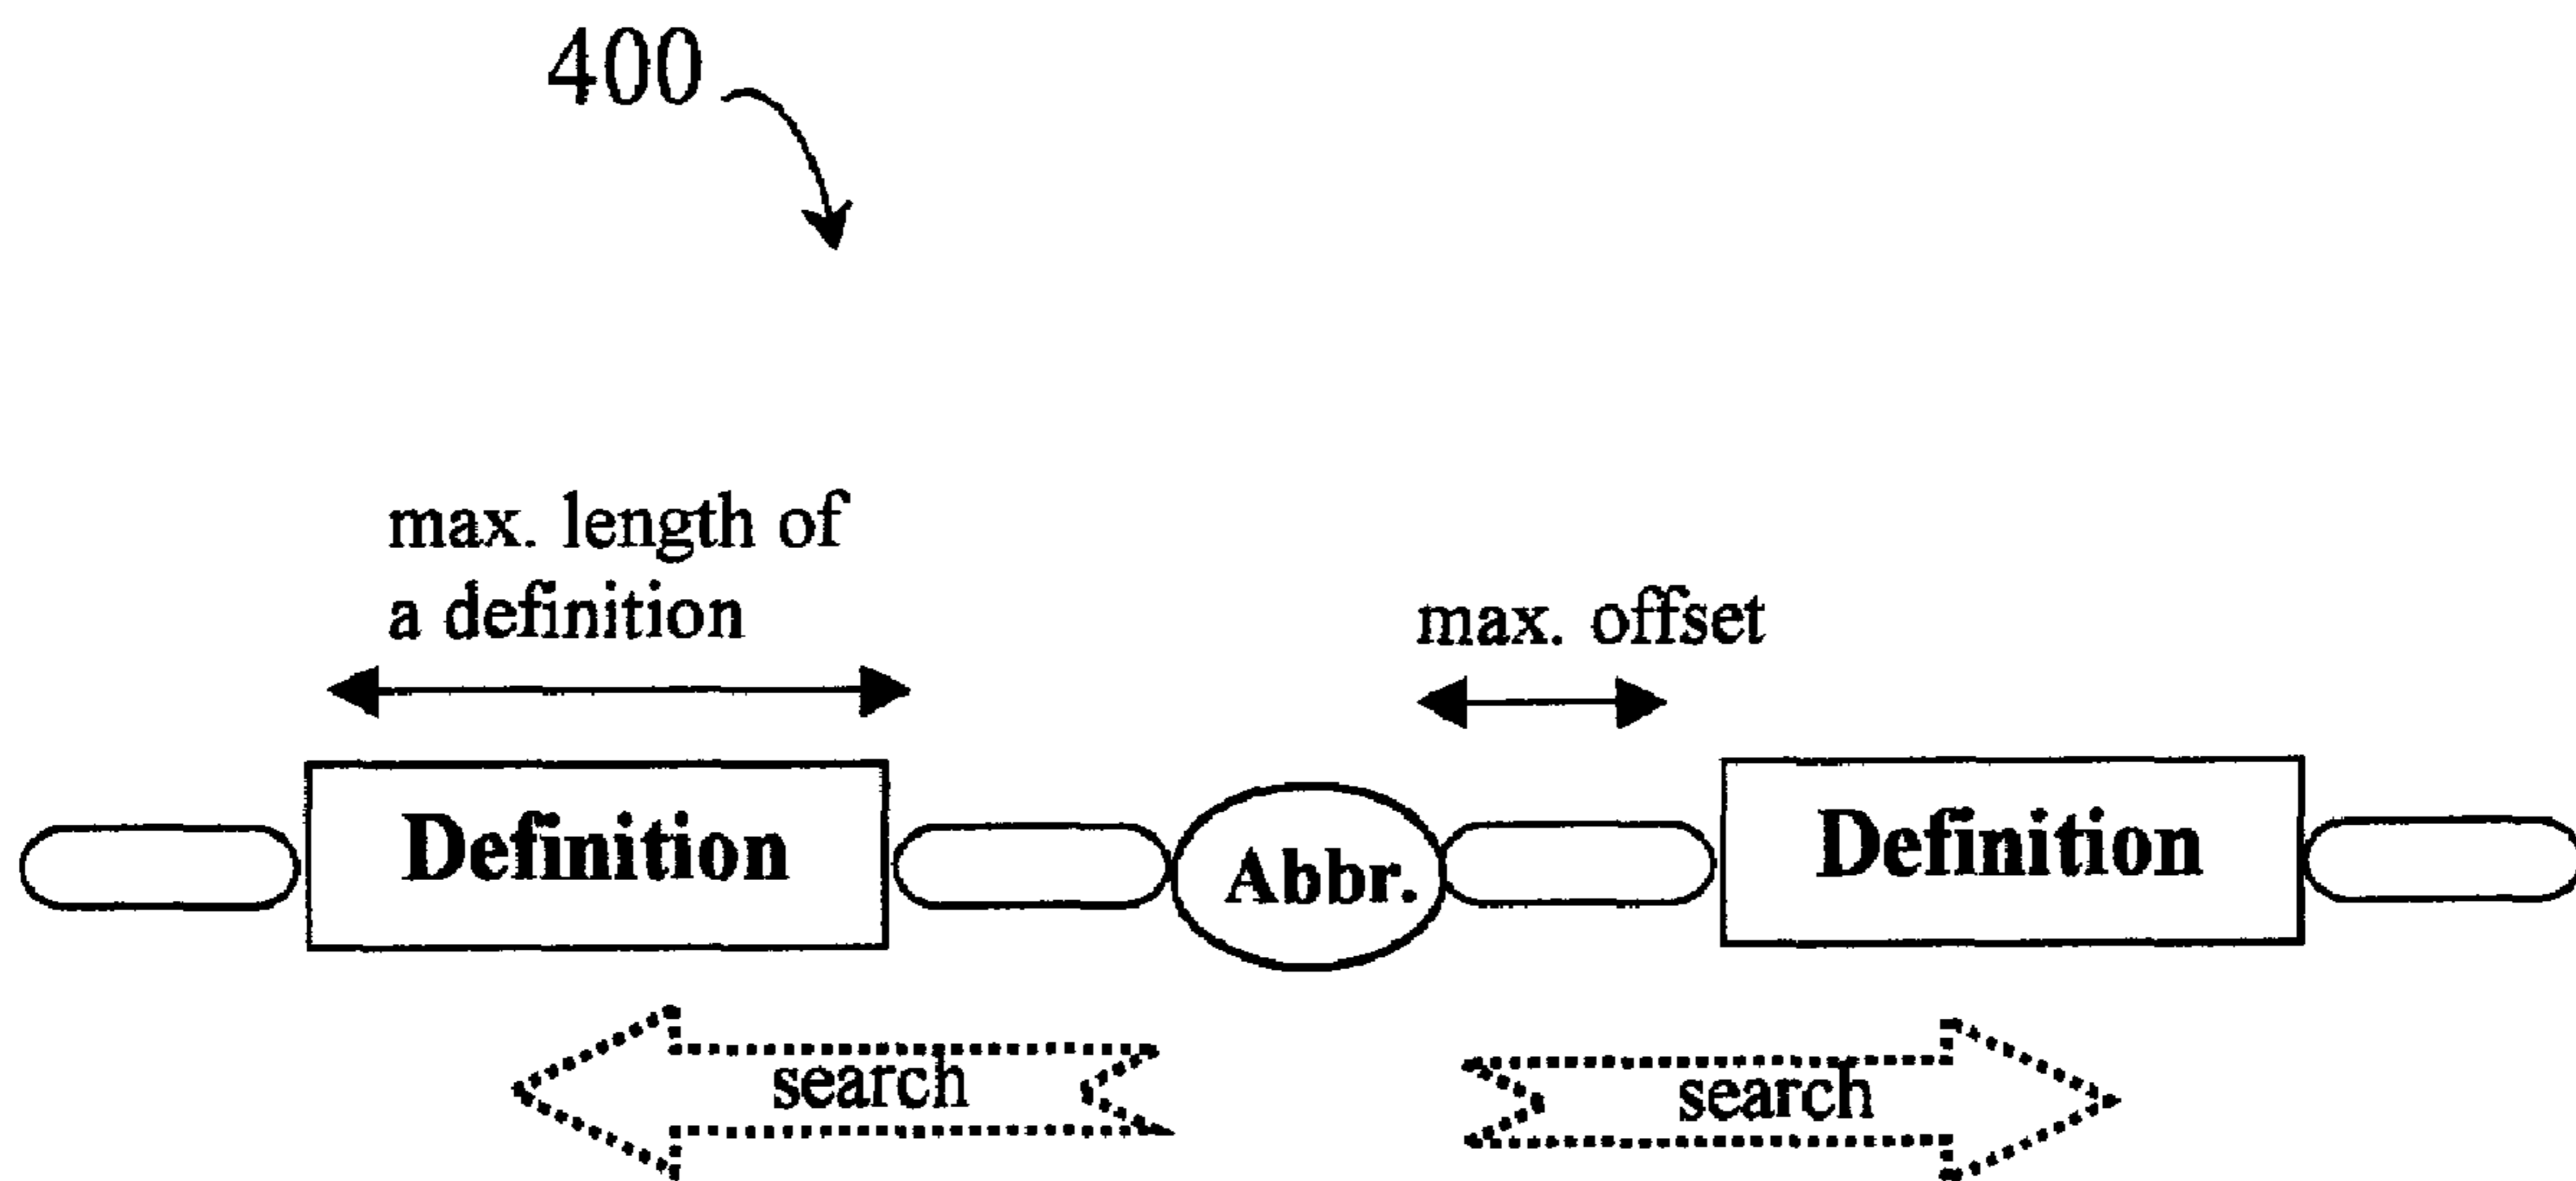 400
max. length of
a definition
max. offset
Definition
Abbr.
Definition
search
search